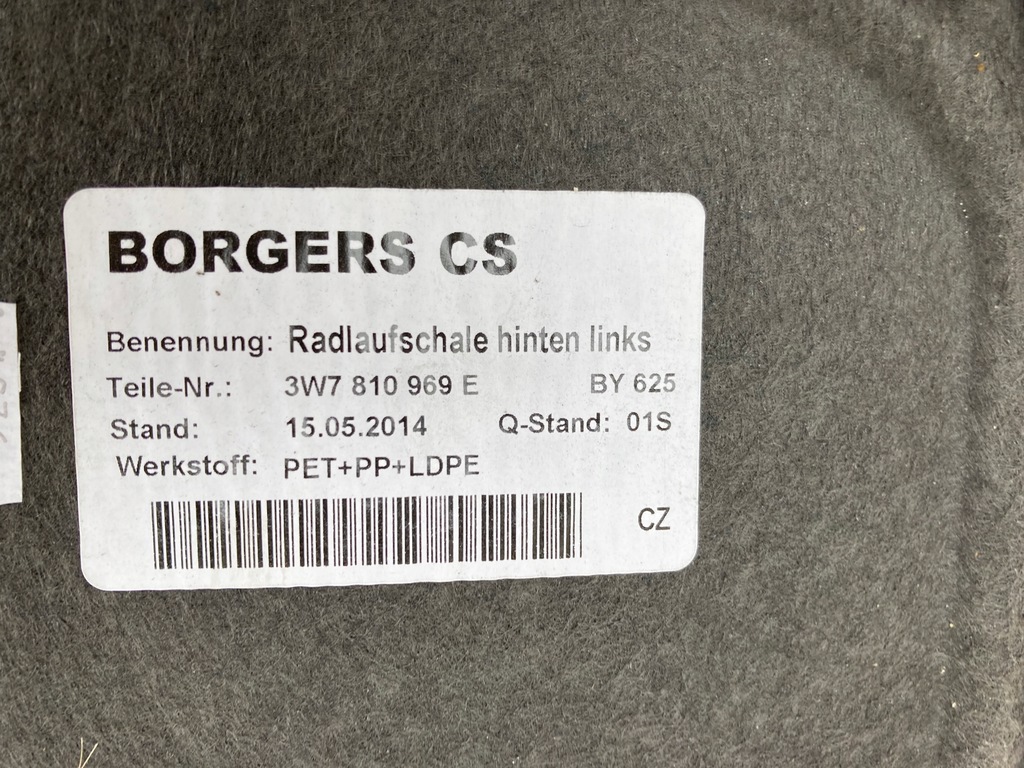 BORGERS CS
Benennung: Radlaufschale hinten links
Teile-Nr.: 3W7 810 969 E BY 625
Stand: 15.05.2014 Q-Stand: 01S
Werkstoff: PET+PP+LDPE
CZ